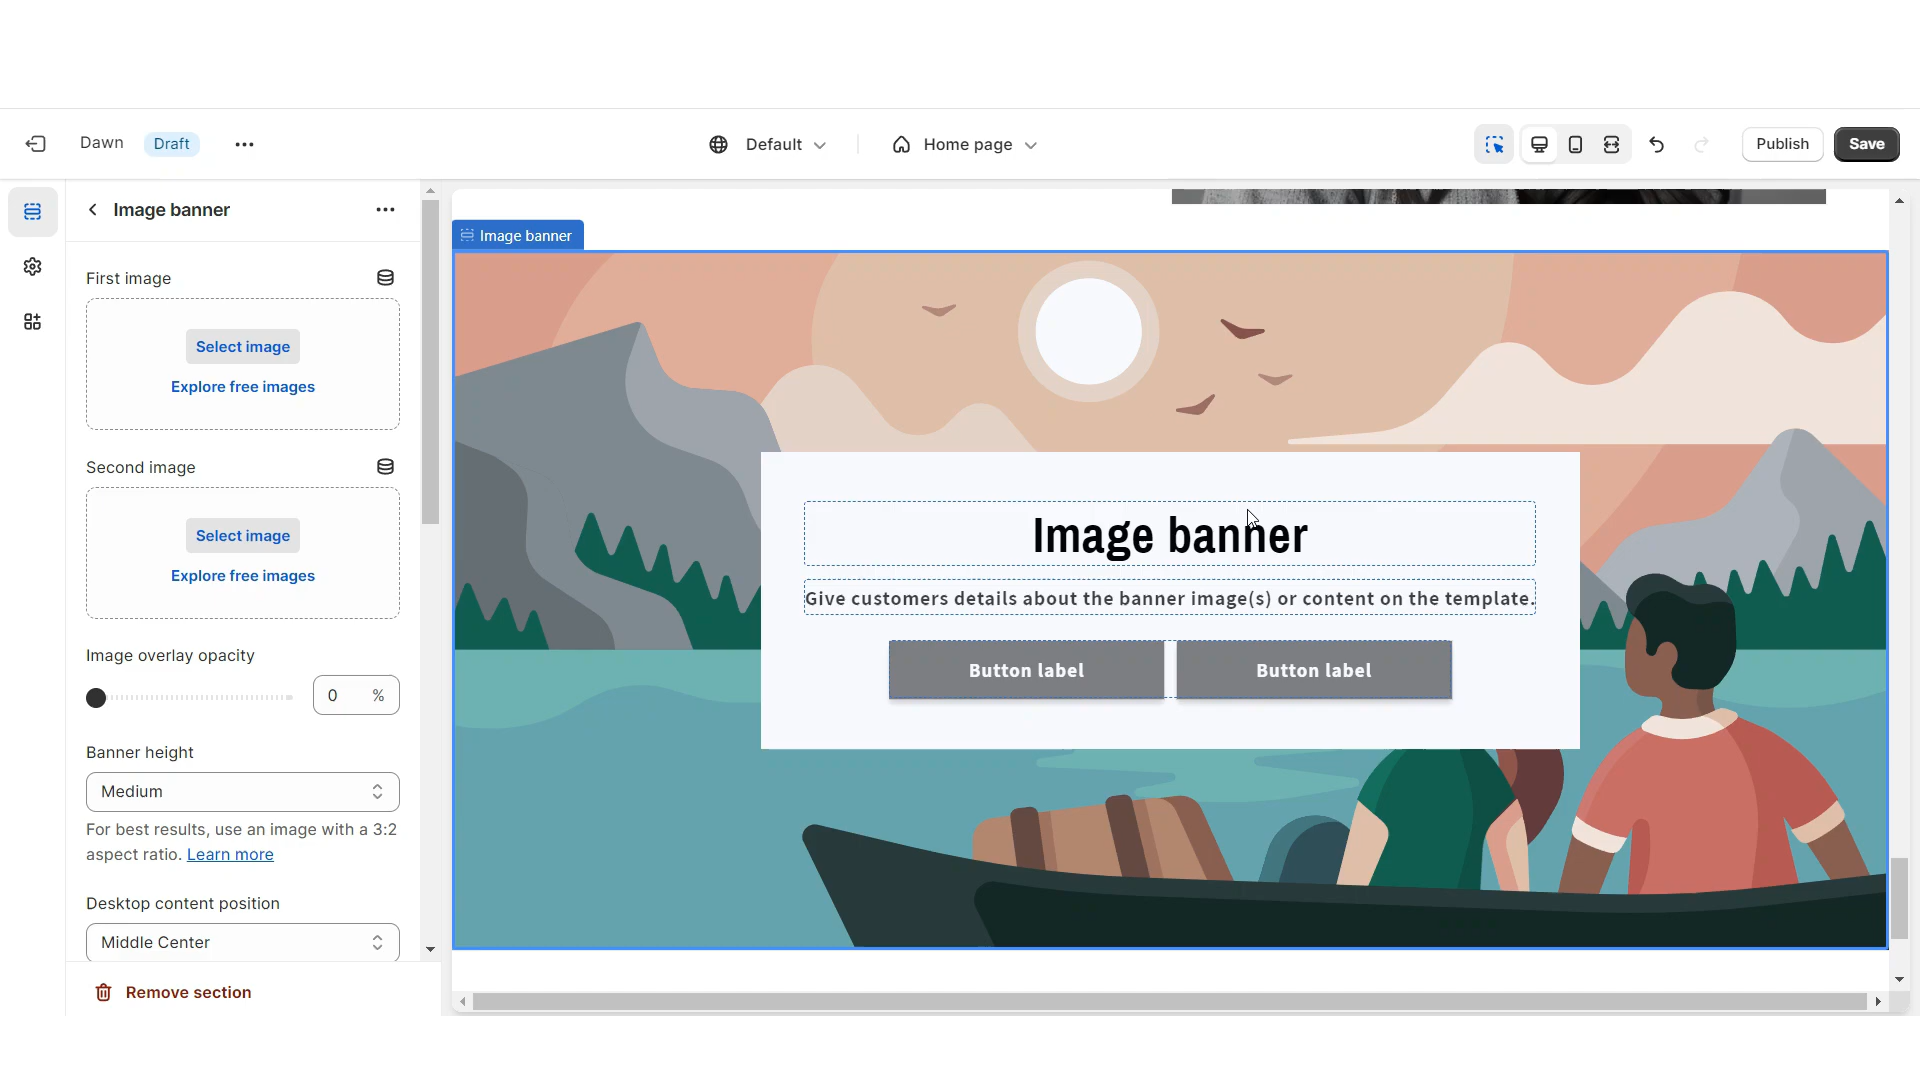 Dawn Draft
Default
Home page
Publish
Save
Image banner
First image
Select image
Explore free images
Second image
Select image
Explore free images
Image overlay opacity
0 %
Banner height
Medium
For best results, use an image with a 3:2
aspect ratio. Learn more
Desktop content position
Middle Center
Remove section
Image banner
Image banner
Give customers details about the banner image(s) or content on the template.
Button label
Button label